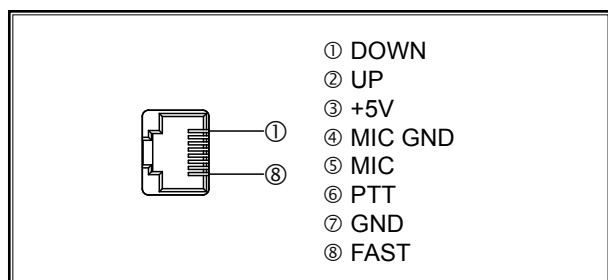 ① DOWN
② UP
③ +5V
④ MIC GND
⑤ MIC
⑥ PTT
⑦ GND
⑧ FAST
①
⑧